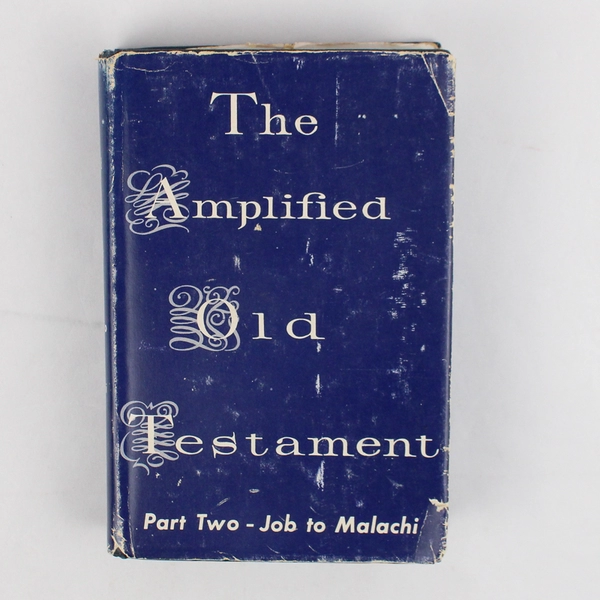 The
Amplified
Old
Testament
Part Two - Job to Malachi